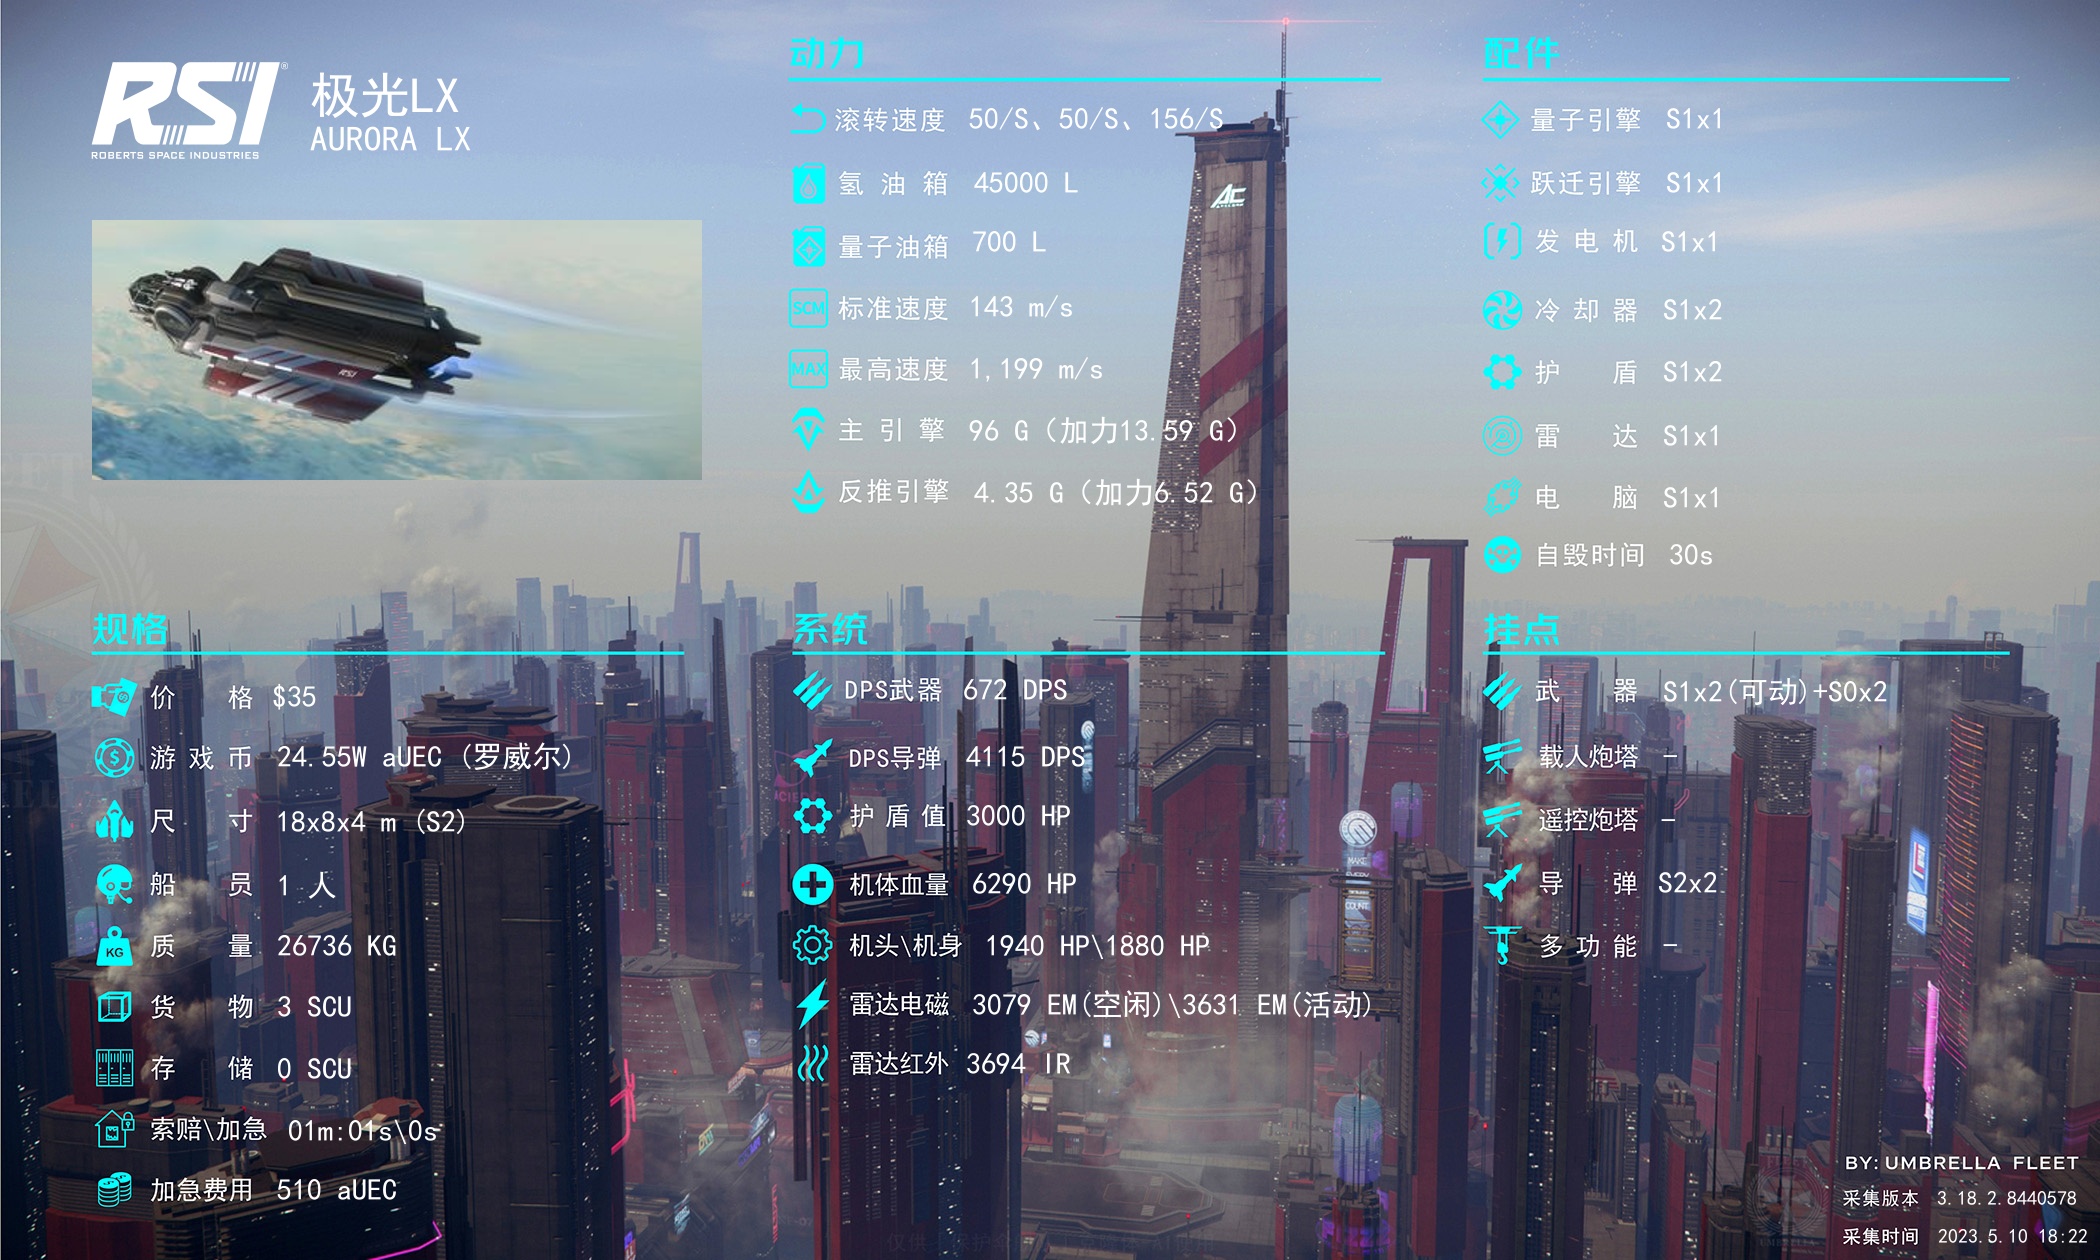 RSI®
ROBERTS SPACE INDUSTRIES
极光LX
AURORA LX
RSI
动力
滚转速度 50/S、50/S、156/S
氢油箱 45000 L
量子油箱 700 L
SCM 标准速度 143 m/s
MAX 最高速度 1,199 m/s
主引擎 96 G（加力13.59 G）
反推引擎 4.35 G（加力6.52 G）
配件
量子引擎 S1x1
跃迁引擎 S1x1
发电机 S1x1
冷却器 S1x2
护盾 S1x2
雷达 S1x1
电脑 S1x1
自毁时间 30s
规格
价格 $35
游戏币 24.55W aUEC (罗威尔)
尺寸 18x8x4 m (S2)
船员 1 人
KG 质量 26736 KG
货物 3 SCU
存储 0 SCU
索赔\加急 01m:01s\0s
加急费用 510 aUEC
系统
DPS武器 672 DPS
DPS导弹 4115 DPS
护盾值 3000 HP
机体血量 6290 HP
机头\机身 1940 HP\1880 HP
雷达电磁 3079 EM(空闲)\3631 EM(活动)
雷达红外 3694 IR
挂点
武器 S1x2(可动)+S0x2
载人炮塔 -
遥控炮塔 -
导弹 S2x2
多功能 -
AC
MAKE
EVERY
COUNT
BY: UMBRELLA FLEET
采集版本 3.18.2.8440578
采集时间 2023.5.10 18:22